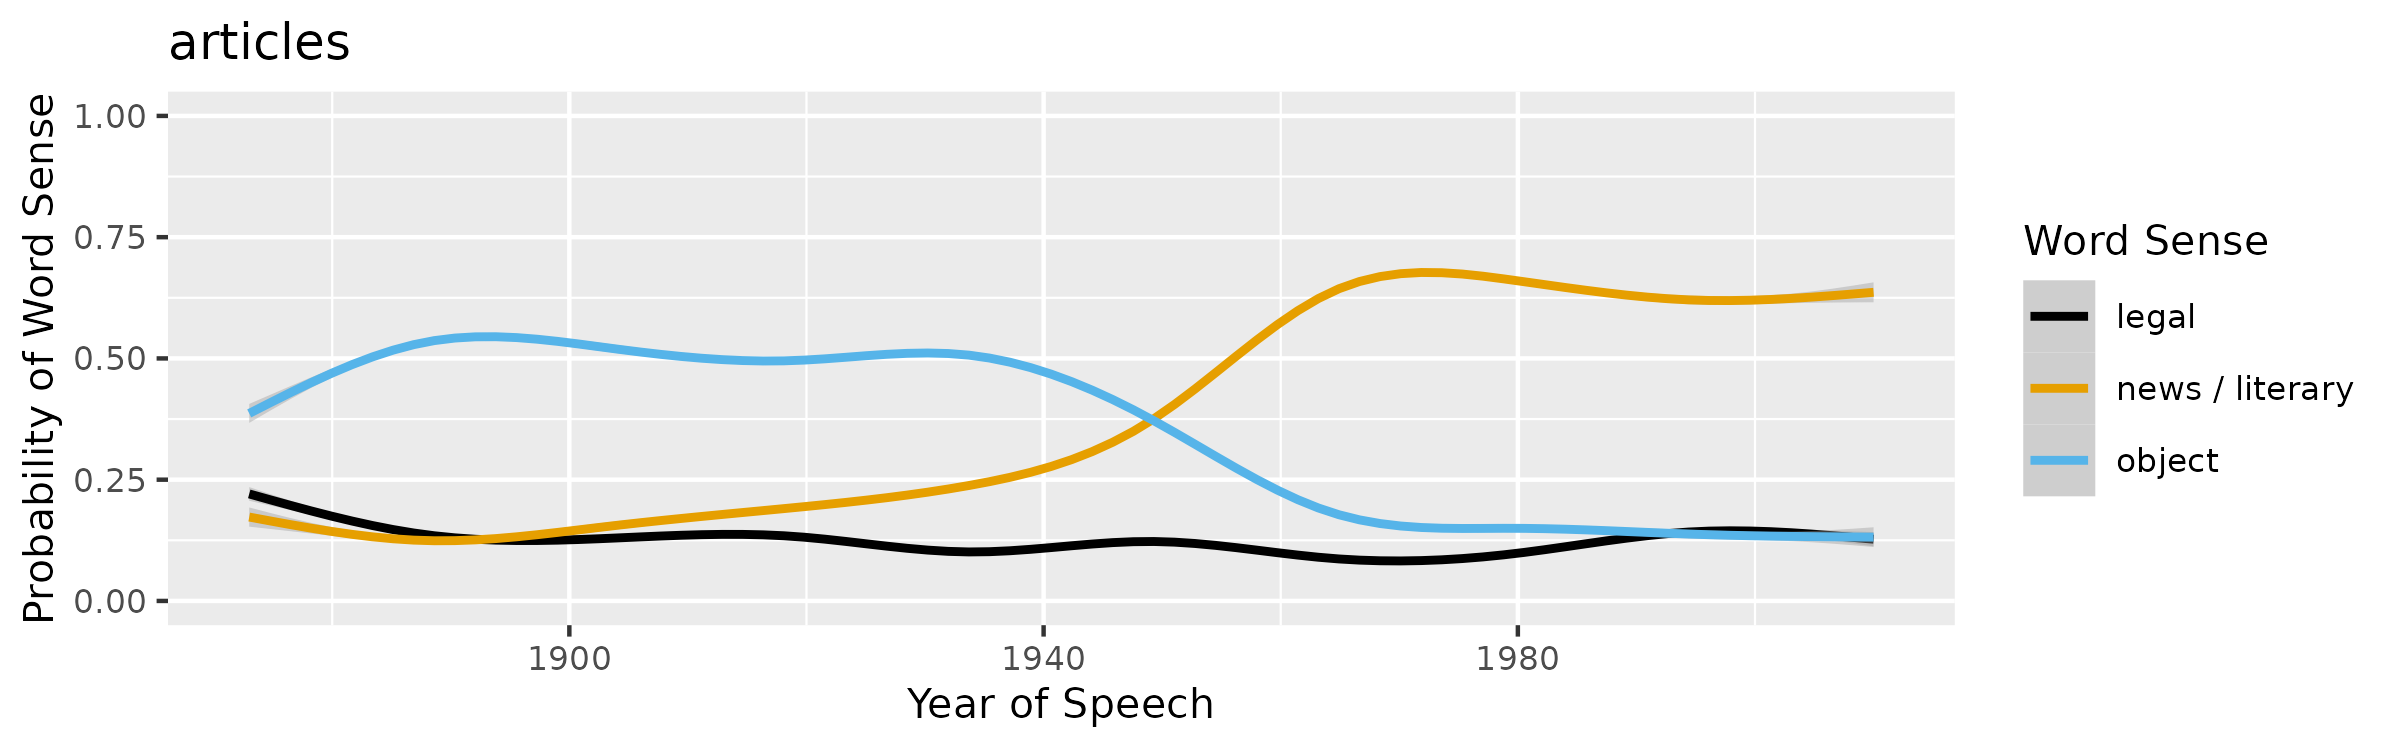 articles
Probability of Word Sense
1.00
0.75
0.50
0.25
0.00
1900
1940
1980
Year of Speech
Word Sense
legal
news / literary
object